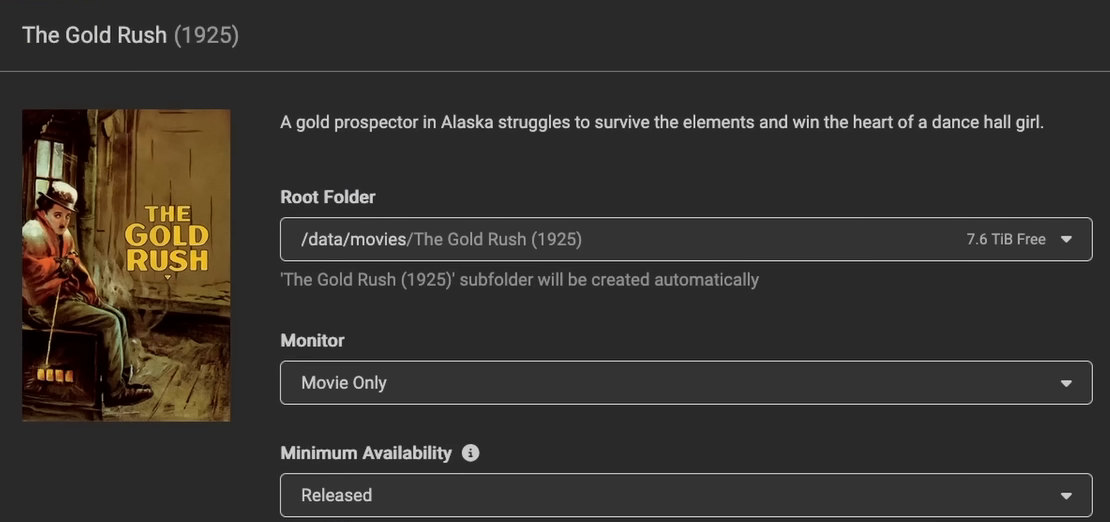 The Gold Rush (1925)
A gold prospector in Alaska struggles to survive the elements and win the heart of a dance hall girl.
THE
GOLD
RUSH
Root Folder
/data/movies/The Gold Rush (1925) 7.6 TiB Free
'The Gold Rush (1925)' subfolder will be created automatically
Monitor
Movie Only
Minimum Availability
Released